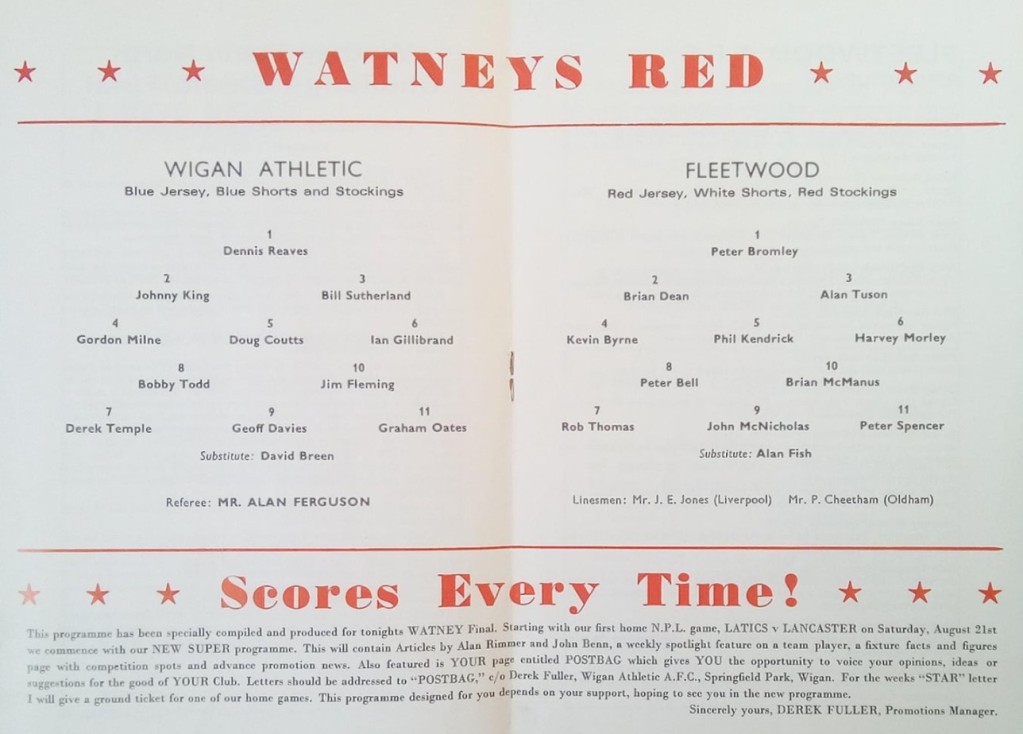 WATNEYS RED
WIGAN ATHLETIC
Blue Jersey, Blue Shorts and Stockings
1
Dennis Reaves
2 3
Johnny King Bill Sutherland
4 5 6
Gordon Milne Doug Coutts Ian Gillibrand
8 10
Bobby Todd Jim Fleming
7 9 11
Derek Temple Geoff Davies Graham Oates
Substitute: David Breen
Referee: MR. ALAN FERGUSON
FLEETWOOD
Red Jersey, White Shorts, Red Stockings
1
Peter Bromley
2 3
Brian Dean Alan Tuson
4 5 6
Kevin Byrne Phil Kendrick Harvey Morley
8 10
Peter Bell Brian McManus
7 9 11
Rob Thomas John McNicholas Peter Spencer
Substitute: Alan Fish
Linesmen: Mr. J. E. Jones (Liverpool) Mr. P. Cheetham (Oldham)
Scores Every Time!
This programme has been specially compiled and produced for tonights WATNEY Final. Starting with our first home N.P.L. game, LATICS v LANCASTER on Saturday, August 21st
we commence with our NEW SUPER programme. This will contain Articles by Alan Rimmer and John Benn, a weekly spotlight feature on a team player, a fixture facts and figures
page with competition spots and advance promotion news. Also featured is YOUR page entitled POSTBAG which gives YOU the opportunity to voice your opinions, ideas or
suggestions for the good of YOUR Club. Letters should be addressed to "POSTBAG," c/o Derek Fuller, Wigan Athletic A.F.C., Springfield Park, Wigan. For the weeks "STAR" letter
I will give a ground ticket for one of our home games. This programme designed for you depends on your support, hoping to see you in the new programme.
Sincerely yours, DEREK FULLER, Promotions Manager.